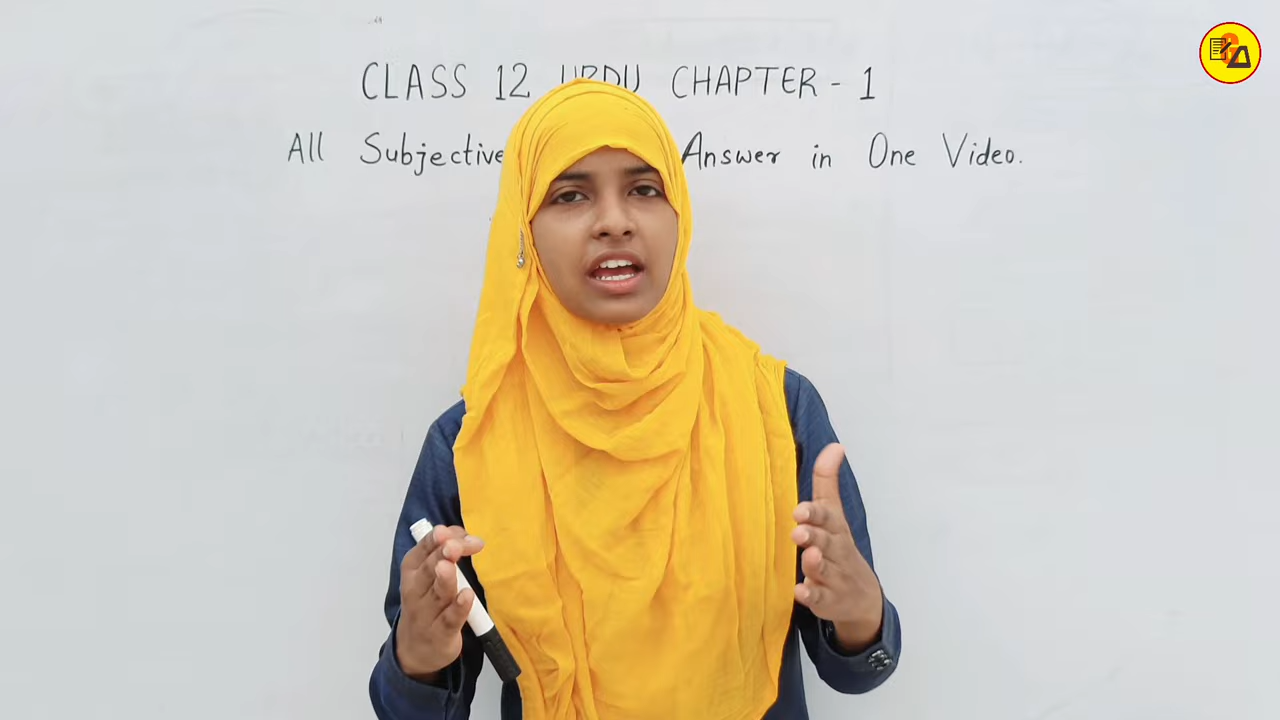 CLASS 12 URDU CHAPTER - 1
All Subjective Answer in One Video.